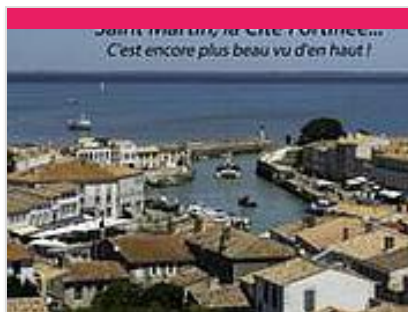 Saint Martin, la Cité Fortifiée...
C'est encore plus beau vu d'en haut !